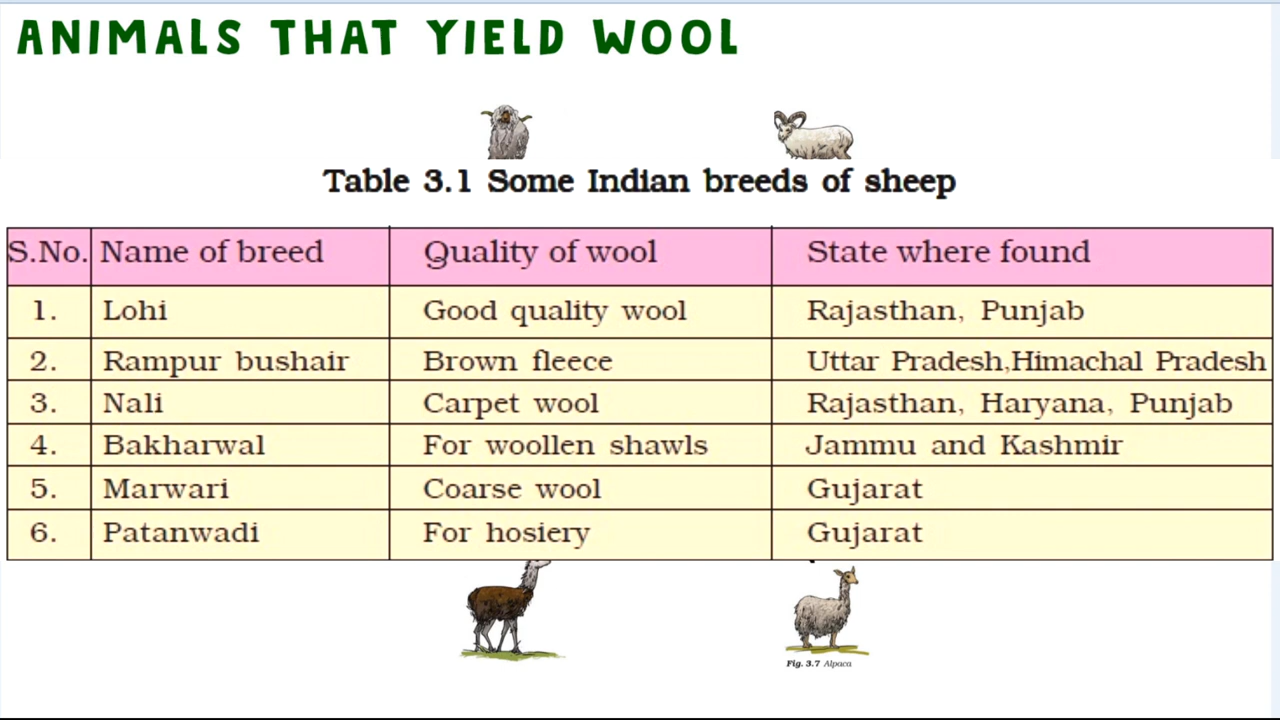 ANIMALS THAT YIELD WOOL
Table 3.1 Some Indian breeds of sheep
S.No. Name of breed Quality of wool State where found
1. Lohi Good quality wool Rajasthan, Punjab
2. Rampur bushair Brown fleece Uttar Pradesh,Himachal Pradesh
3. Nali Carpet wool Rajasthan, Haryana, Punjab
4. Bakharwal For woollen shawls Jammu and Kashmir
5. Marwari Coarse wool Gujarat
6. Patanwadi For hosiery Gujarat
Fig. 3.7 Alpaca